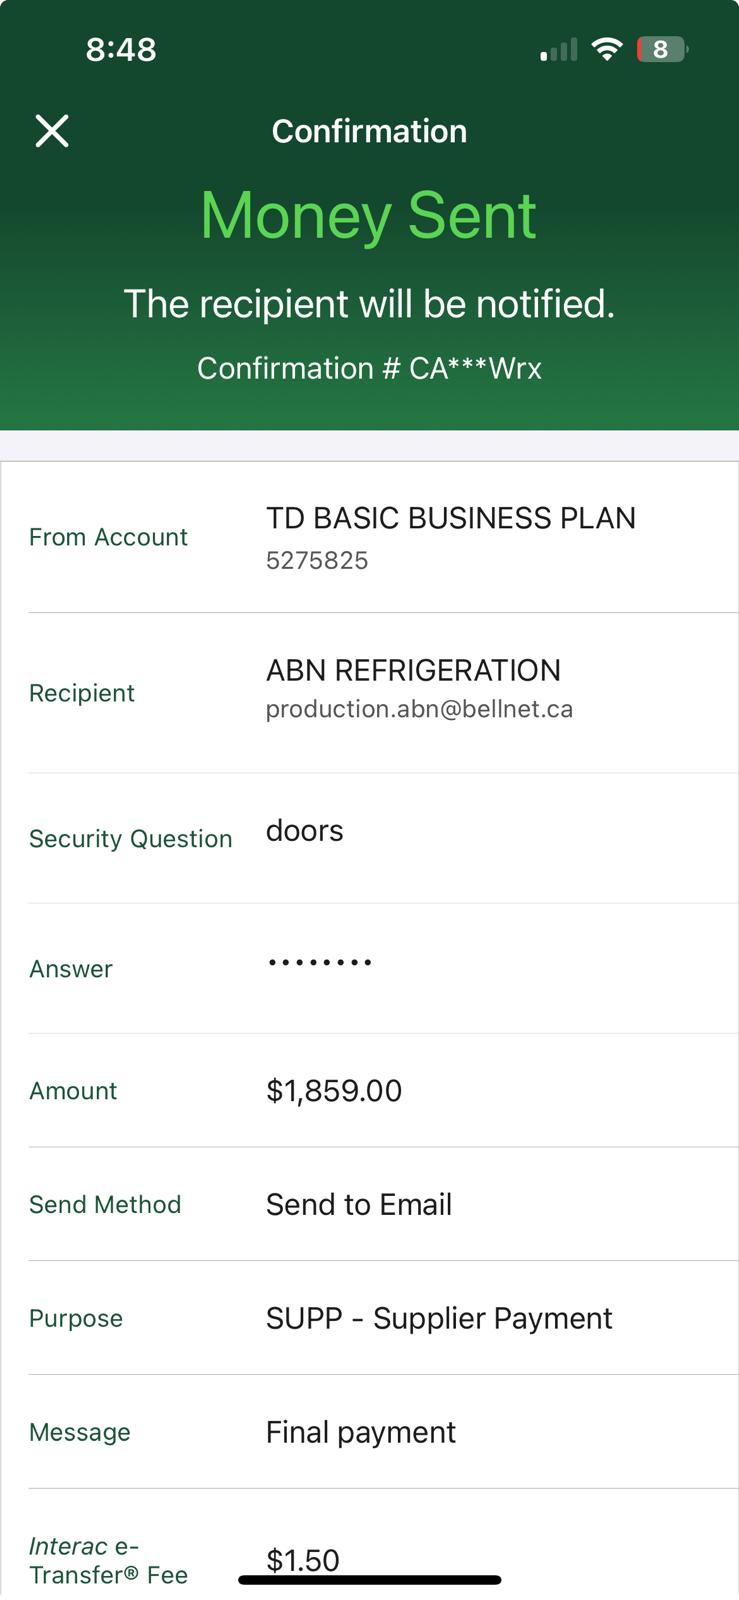 8:48
8
Confirmation
Money Sent
The recipient will be notified.
Confirmation # CA***Wrx
From Account
TD BASIC BUSINESS PLAN
5275825
Recipient
ABN REFRIGERATION
production.abn@bellnet.ca
Security Question
doors
Answer
••••••••
Amount
$1,859.00
Send Method
Send to Email
Purpose
SUPP - Supplier Payment
Message
Final payment
Interac e-
Transfer® Fee
$1.50